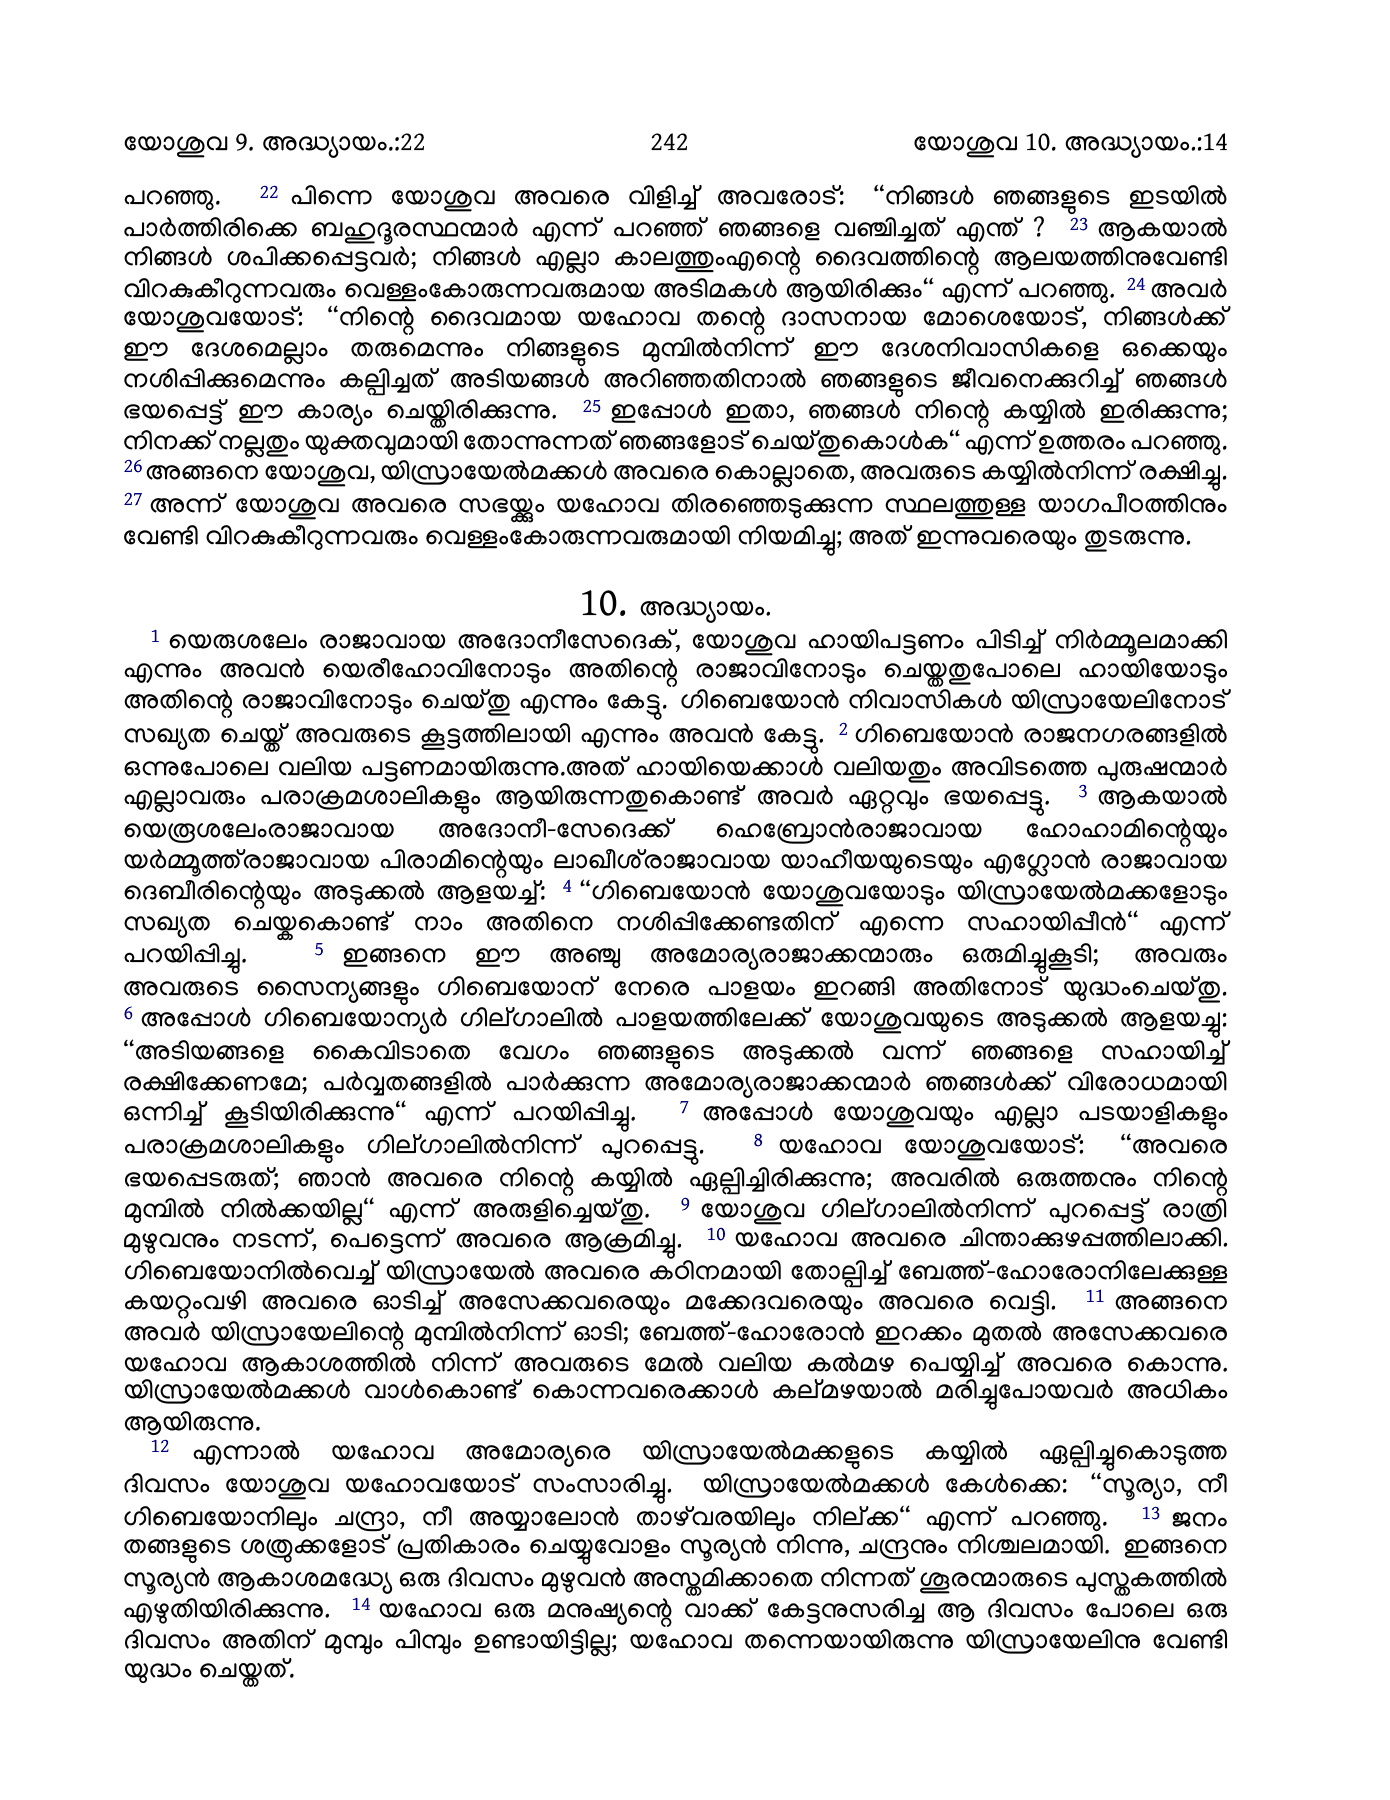 യോശുവ 9. അദ്ധ്യായം.:22 242 യോശുവ 10. അദ്ധ്യായം.:14
പറഞ്ഞു. 22 പിന്നെ യോശുവ അവരെ വിളിച്ച് അവരോട്: “നിങ്ങൾ ഞങ്ങളുടെ ഇടയിൽ
പാർത്തിരിക്കെ ബഹുദൂരസ്ഥന്മാർ എന്ന് പറഞ്ഞ് ഞങ്ങളെ വഞ്ചിച്ചത് എന്ത് ? 23 ആകയാൽ
നിങ്ങൾ ശപിക്കപ്പെട്ടവർ; നിങ്ങൾ എല്ലാ കാലത്തുംഎന്റെ ദൈവത്തിന്റെ ആലയത്തിനുവേണ്ടി
വിറകുകീറുന്നവരും വെള്ളംകോരുന്നവരുമായ അടിമകൾ ആയിരിക്കും“ എന്ന് പറഞ്ഞു. 24 അവർ
യോശുവയോട്: “നിന്റെ ദൈവമായ യഹോവ തന്റെ ദാസനായ മോശെയോട്, നിങ്ങൾക്ക്
ഈ ദേശമെല്ലാം തരുമെന്നും നിങ്ങളുടെ മുമ്പിൽനിന്ന് ഈ ദേശനിവാസികളെ ഒക്കെയും
നശിപ്പിക്കുമെന്നും കല്പിച്ചത് അടിയങ്ങൾ അറിഞ്ഞതിനാൽ ഞങ്ങളുടെ ജീവനെക്കുറിച്ച് ഞങ്ങൾ
ഭയപ്പെട്ട് ഈ കാര്യം ചെയ്തിരിക്കുന്നു. 25 ഇപ്പോൾ ഇതാ, ഞങ്ങൾ നിന്റെ കയ്യിൽ ഇരിക്കുന്നു;
നിനക്ക് നല്ലതും യുക്തവുമായി തോന്നുന്നത് ഞങ്ങളോട് ചെയ്തുകൊൾക“ എന്ന് ഉത്തരം പറഞ്ഞു.
26 അങ്ങനെ യോശുവ, യിസ്രായേൽമക്കൾ അവരെ കൊല്ലാതെ, അവരുടെ കയ്യിൽനിന്ന് രക്ഷിച്ചു.
27 അന്ന് യോശുവ അവരെ സഭയ്ക്കും യഹോവ തിരഞ്ഞെടുക്കുന്ന സ്ഥലത്തുള്ള യാഗപീഠത്തിനും
വേണ്ടി വിറകുകീറുന്നവരും വെള്ളംകോരുന്നവരുമായി നിയമിച്ചു; അത് ഇന്നുവരെയും തുടരുന്നു.
10. അദ്ധ്യായം.
1 യെരുശലേം രാജാവായ അദോനീസേദെക്, യോശുവ ഹായിപട്ടണം പിടിച്ച് നിർമ്മൂലമാക്കി
എന്നും അവൻ യെരീഹോവിനോടും അതിന്റെ രാജാവിനോടും ചെയ്തതുപോലെ ഹായിയോടും
അതിന്റെ രാജാവിനോടും ചെയ്തു എന്നും കേട്ടു. ഗിബെയോൻ നിവാസികൾ യിസ്രായേലിനോട്
സഖ്യത ചെയ്ത് അവരുടെ കൂട്ടത്തിലായി എന്നും അവൻ കേട്ടു. 2 ഗിബെയോൻ രാജനഗരങ്ങളിൽ
ഒന്നുപോലെ വലിയ പട്ടണമായിരുന്നു.അത് ഹായിയെക്കാൾ വലിയതും അവിടത്തെ പുരുഷന്മാർ
എല്ലാവരും പരാക്രമശാലികളും ആയിരുന്നതുകൊണ്ട് അവർ ഏറ്റവും ഭയപ്പെട്ടു. 3 ആകയാൽ
യെരൂശലേംരാജാവായ അദോനീ-സേദെക്ക് ഹെബ്രോൻരാജാവായ ഹോഹാമിന്റെയും
യർമ്മൂത്ത്‌രാജാവായ പിരാമിന്റെയും ലാഖീശ്‌രാജാവായ യാഹീയയുടെയും എഗ്ലോൻ രാജാവായ
ദെബീരിന്റെയും അടുക്കൽ ആളയച്ച്: 4 “ഗിബെയോൻ യോശുവയോടും യിസ്രായേൽമക്കളോടും
സഖ്യത ചെയ്കകൊണ്ട് നാം അതിനെ നശിപ്പിക്കേണ്ടതിന് എന്നെ സഹായിപ്പീൻ“ എന്ന്
പറയിപ്പിച്ചു. 5 ഇങ്ങനെ ഈ അഞ്ചു അമോര്യരാജാക്കന്മാരും ഒരുമിച്ചുകൂടി; അവരും
അവരുടെ സൈന്യങ്ങളും ഗിബെയോന് നേരെ പാളയം ഇറങ്ങി അതിനോട് യുദ്ധംചെയ്തു.
6 അപ്പോൾ ഗിബെയോന്യർ ഗില്ഗാലിൽ പാളയത്തിലേക്ക് യോശുവയുടെ അടുക്കൽ ആളയച്ചു:
“അടിയങ്ങളെ കൈവിടാതെ വേഗം ഞങ്ങളുടെ അടുക്കൽ വന്ന് ഞങ്ങളെ സഹായിച്ച്
രക്ഷിക്കേണമേ; പർവ്വതങ്ങളിൽ പാർക്കുന്ന അമോര്യരാജാക്കന്മാർ ഞങ്ങൾക്ക് വിരോധമായി
ഒന്നിച്ച് കൂടിയിരിക്കുന്നു“ എന്ന് പറയിപ്പിച്ചു. 7 അപ്പോൾ യോശുവയും എല്ലാ പടയാളികളും
പരാക്രമശാലികളും ഗില്ഗാലിൽനിന്ന് പുറപ്പെട്ടു. 8 യഹോവ യോശുവയോട്: “അവരെ
ഭയപ്പെടരുത്; ഞാൻ അവരെ നിന്റെ കയ്യിൽ ഏല്പിച്ചിരിക്കുന്നു; അവരിൽ ഒരുത്തനും നിന്റെ
മുമ്പിൽ നിൽക്കയില്ല“ എന്ന് അരുളിച്ചെയ്തു. 9 യോശുവ ഗില്ഗാലിൽനിന്ന് പുറപ്പെട്ട് രാത്രി
മുഴുവനും നടന്ന്, പെട്ടെന്ന് അവരെ ആക്രമിച്ചു. 10 യഹോവ അവരെ ചിന്താക്കുഴപ്പത്തിലാക്കി.
ഗിബെയോനിൽവെച്ച് യിസ്രായേൽ അവരെ കഠിനമായി തോല്പിച്ച് ബേത്ത്-ഹോരോനിലേക്കുള്ള
കയറ്റംവഴി അവരെ ഓടിച്ച് അസേക്കവരെയും മക്കേദവരെയും അവരെ വെട്ടി. 11 അങ്ങനെ
അവർ യിസ്രായേലിന്റെ മുമ്പിൽനിന്ന് ഓടി; ബേത്ത്-ഹോരോൻ ഇറക്കം മുതൽ അസേക്കവരെ
യഹോവ ആകാശത്തിൽ നിന്ന് അവരുടെ മേൽ വലിയ കൽമഴ പെയ്യിച്ച് അവരെ കൊന്നു.
യിസ്രായേൽമക്കൾ വാൾകൊണ്ട് കൊന്നവരെക്കാൾ കല്മഴയാൽ മരിച്ചുപോയവർ അധികം
ആയിരുന്നു.
12 എന്നാൽ യഹോവ അമോര്യരെ യിസ്രായേൽമക്കളുടെ കയ്യിൽ ഏല്പിച്ചുകൊടുത്ത
ദിവസം യോശുവ യഹോവയോട് സംസാരിച്ചു. യിസ്രായേൽമക്കൾ കേൾക്കെ: “സൂര്യാ, നീ
ഗിബെയോനിലും ചന്ദ്രാ, നീ അയ്യാലോൻ താഴ്‌വരയിലും നില്ക്ക“ എന്ന് പറഞ്ഞു. 13 ജനം
തങ്ങളുടെ ശത്രുക്കളോട് പ്രതികാരം ചെയ്യുവോളം സൂര്യൻ നിന്നു, ചന്ദ്രനും നിശ്ചലമായി. ഇങ്ങനെ
സൂര്യൻ ആകാശമദ്ധ്യേ ഒരു ദിവസം മുഴുവൻ അസ്തമിക്കാതെ നിന്നത് ശൂരന്മാരുടെ പുസ്തകത്തിൽ
എഴുതിയിരിക്കുന്നു. 14 യഹോവ ഒരു മനുഷ്യന്റെ വാക്ക് കേട്ടനുസരിച്ച ആ ദിവസം പോലെ ഒരു
ദിവസം അതിന് മുമ്പും പിമ്പും ഉണ്ടായിട്ടില്ല; യഹോവ തന്നെയായിരുന്നു യിസ്രായേലിനു വേണ്ടി
യുദ്ധം ചെയ്തത്.